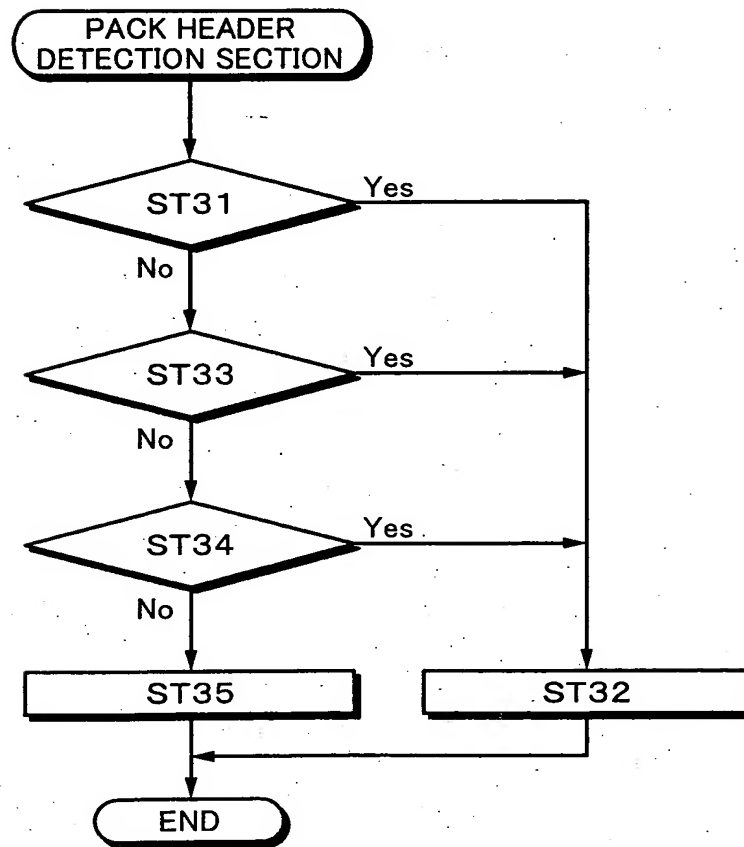 PACK HEADER
DETECTION SECTION
ST31
Yes
No
ST33
Yes
No
ST34
Yes
No
ST35
ST32
END